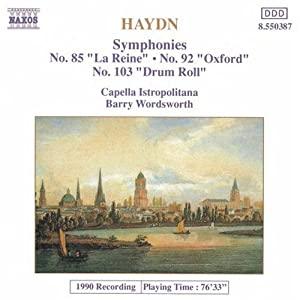 NAXOS
DDD
HAYDN
8.550387
Symphonies
No. 85 "La Reine" • No. 92 "Oxford"
No. 103 "Drum Roll"
Capella Istropolitana
Barry Wordsworth
1990 Recording
Playing Time : 76'33"